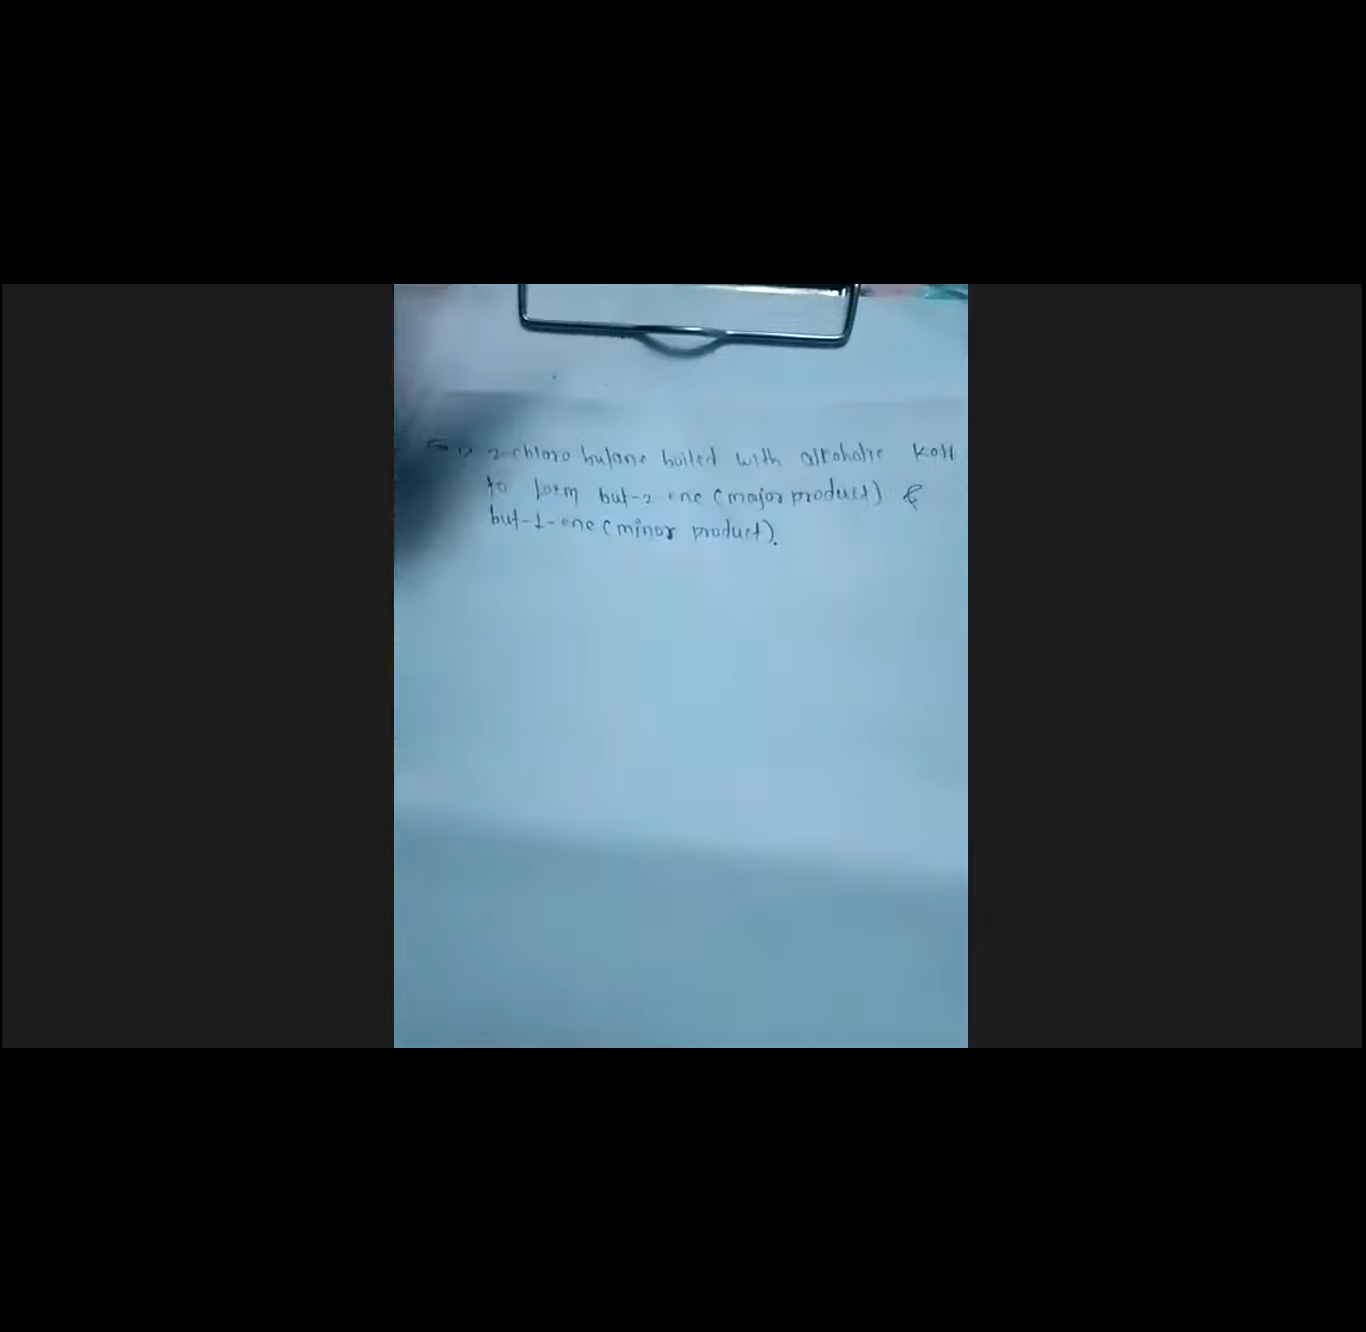 2-chloro butane boiled with alkoholic KOH
to form but-2 ene (major product) &
but-1-ene (minor product).